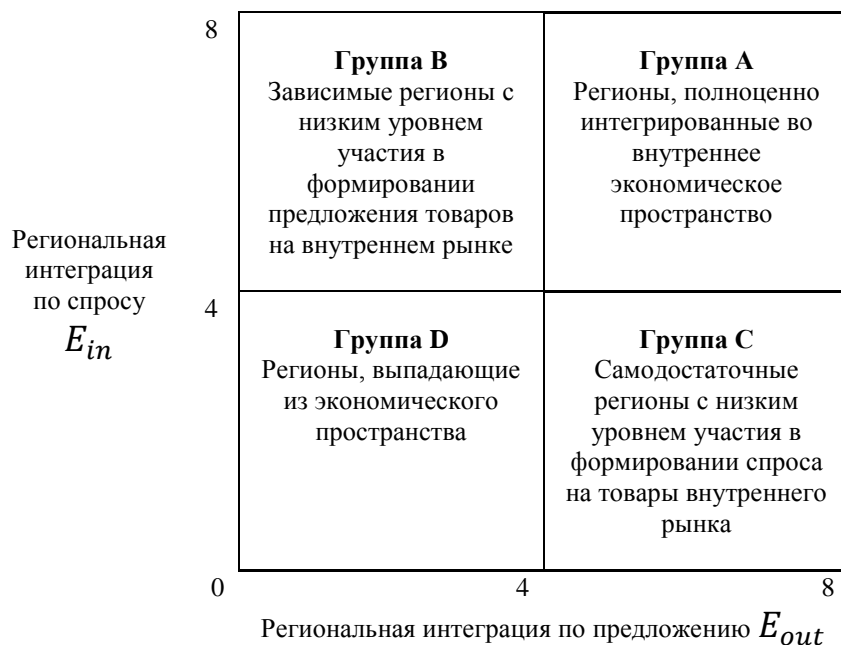 8
Группа B
Зависимые регионы с
низким уровнем
участия в
формировании
предложения товаров
на внутреннем рынке
Группа A
Регионы, полноценно
интегрированные во
внутреннее
экономическое
пространство
Региональная
интеграция
по спросу
E_in
4
Группа D
Регионы, выпадающие
из экономического
пространства
Группа C
Самодостаточные
регионы с низким
уровнем участия в
формировании спроса
на товары внутреннего
рынка
0 4 8
Региональная интеграция по предложению E_out